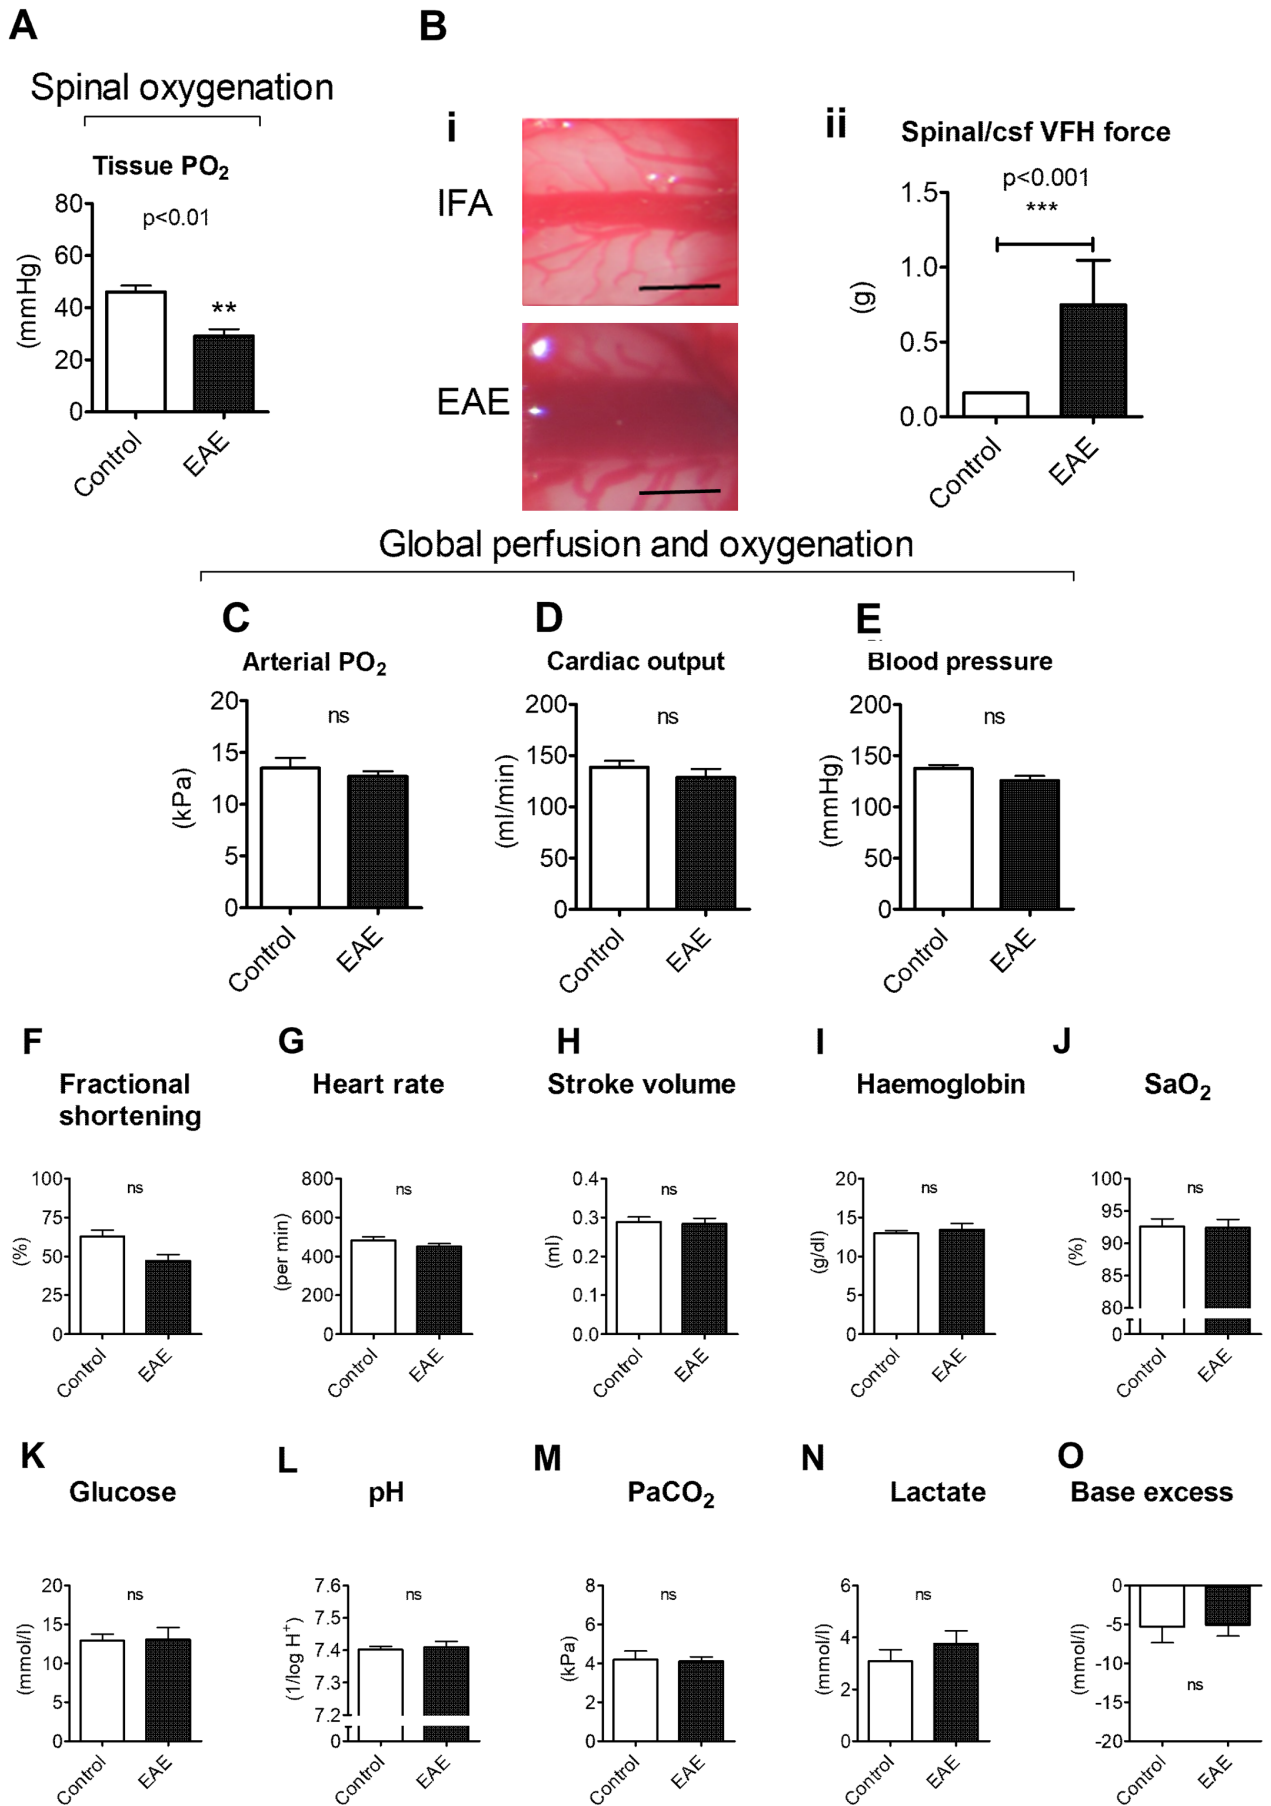 A
B
Spinal oxygenation
Tissue PO2
p<0.01
80
60
40
20
0
(mmHg)
**
Control
EAE
i
IFA
EAE
ii
Spinal/csf VFH force
p<0.001
***
1.5
1.0
0.5
0.0
(g)
Control
EAE
Global perfusion and oxygenation
C
Arterial PO2
ns
20
15
10
5
0
(kPa)
Control
EAE
D
Cardiac output
ns
200
150
100
50
0
(ml/min)
Control
EAE
E
Blood pressure
ns
200
150
100
50
0
(mmHg)
Control
EAE
F
Fractional
shortening
ns
100
75
50
25
0
(%)
Control
EAE
G
Heart rate
ns
800
600
400
200
0
(per min)
Control
EAE
H
Stroke volume
ns
0.4
0.3
0.2
0.1
0.0
(ml)
Control
EAE
I
Haemoglobin
ns
20
15
10
5
0
(g/dl)
Control
EAE
J
SaO2
ns
100
95
90
85
80
0
(%)
Control
EAE
K
Glucose
ns
20
15
10
5
0
(mmol/l)
Control
EAE
L
pH
ns
7.6
7.5
7.4
7.3
7.2
0
(1/log H+)
Control
EAE
M
PaCO2
ns
8
6
4
2
0
(kPa)
Control
EAE
N
Lactate
ns
6
4
2
0
(mmol/l)
Control
EAE
O
Base excess
0
-5
-10
-15
-20
(mmol/l)
ns
Control
EAE